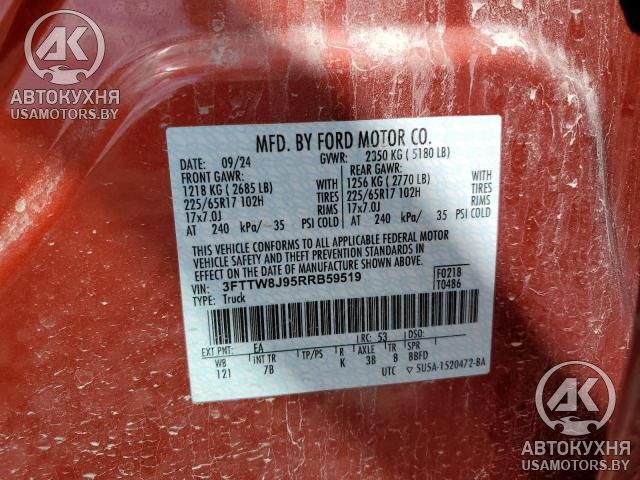 АК
АВТОКУХНЯ
USAMOTORS.BY
MFD. BY FORD MOTOR CO.
DATE: 09/24 GVWR: 2350 KG ( 5180 LB)
FRONT GAWR: REAR GAWR:
1218 KG ( 2685 LB) WITH 1256 KG ( 2770 LB) WITH
225/65R17 102H TIRES 225/65R17 102H TIRES
17x7.0J RIMS 17x7.0J RIMS
AT 240 kPa/ 35 PSI COLD AT 240 kPa/ 35 PSI COLD
THIS VEHICLE CONFORMS TO ALL APPLICABLE FEDERAL MOTOR
VEHICLE SAFETY AND THEFT PREVENTION STANDARDS IN EFFECT
ON THE DATE OF MANUFACTURE SHOWN ABOVE.
VIN: 3FTTW8J95RRB59519 F0218
TYPE: Truck T0486
EXT PNT: EA RC: 53 DSO:
WB INT TR TP/PS R AXLE TR SPR
121 7B K 3B 8 BBFD
UTC ▽ 5U5A-1520472-BA
АК
АВТОКУХНЯ
USAMOTORS.BY